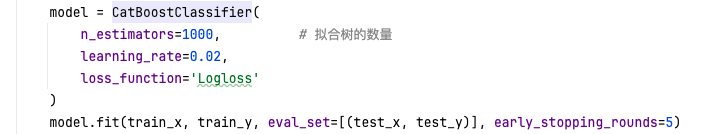 model = CatBoostClassifier(
    n_estimators=1000,          # 拟合树的数量
    learning_rate=0.02,
    loss_function='Logloss'
)
model.fit(train_x, train_y, eval_set=[(test_x, test_y)], early_stopping_rounds=5)